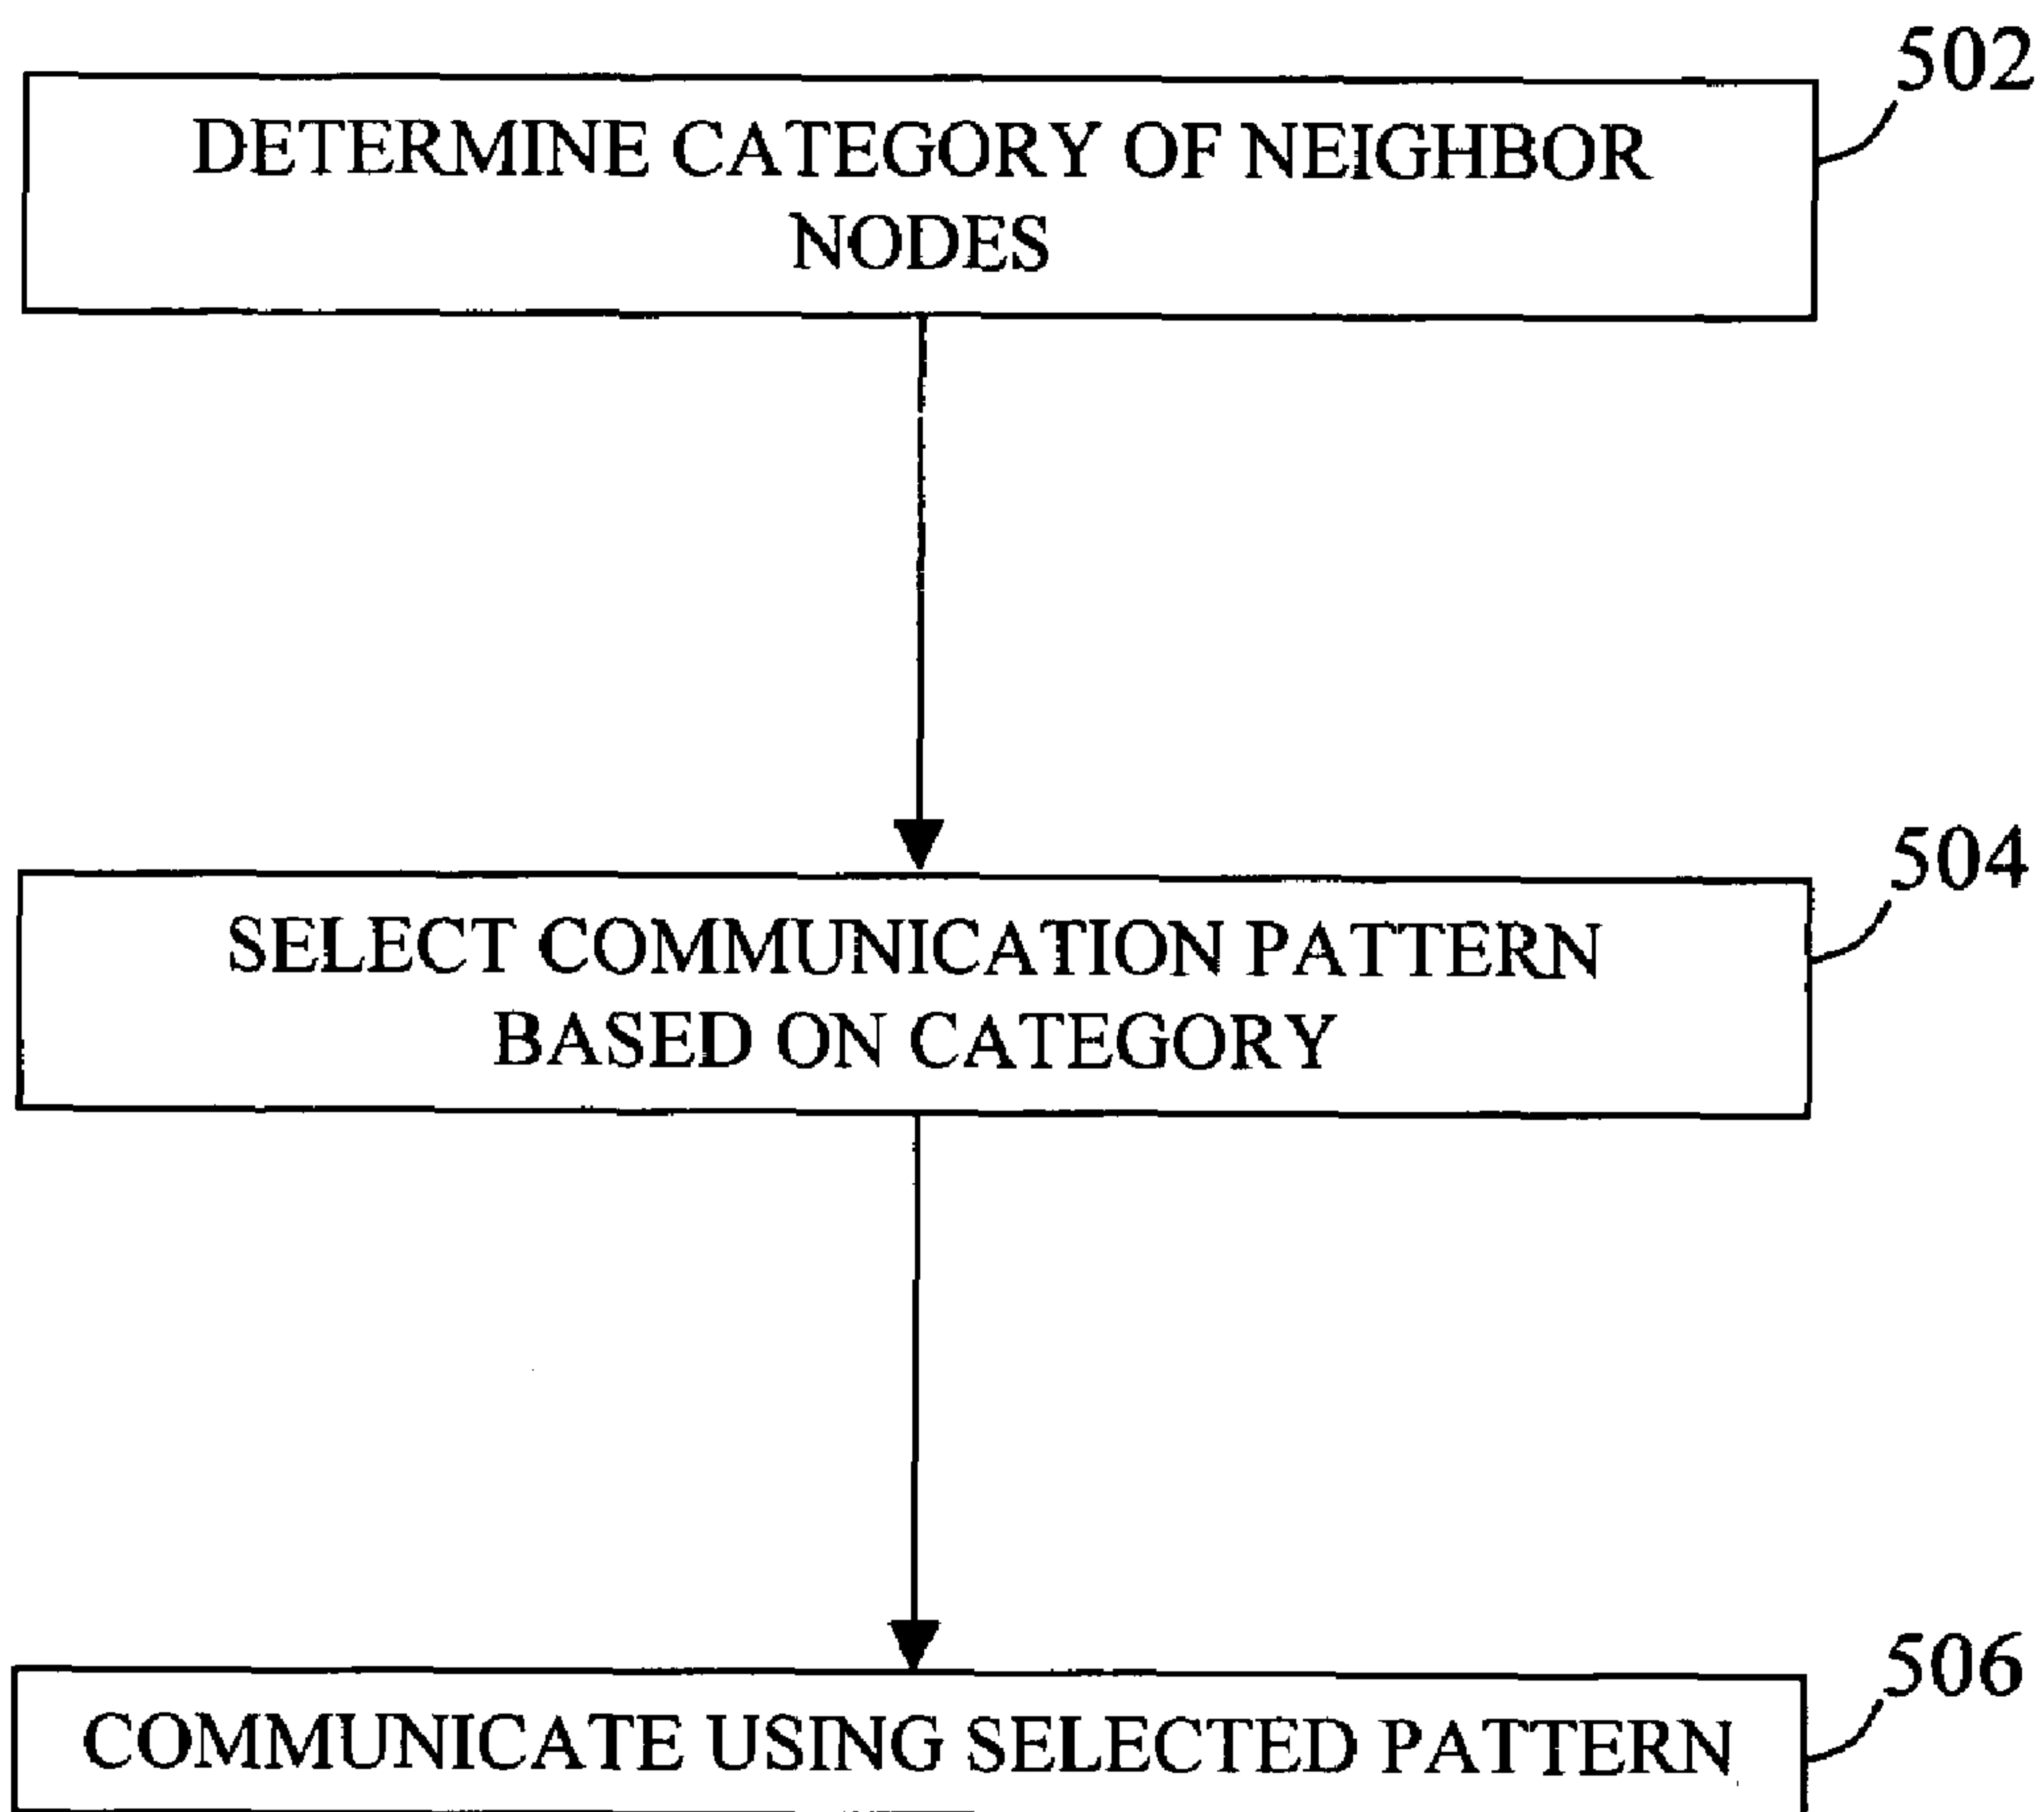 502
DETERMINE CATEGORY OF NEIGHBOR
NODES
504
SELECT COMMUNICATION PATTERN
BASED ON CATEGORY
506
COMMUNICATE USING SELECTED PATTERN